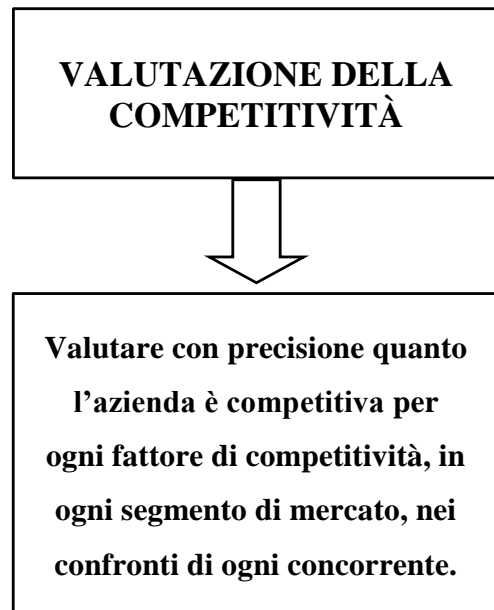 VALUTAZIONE DELLA
COMPETITIVITÀ
Valutare con precisione quanto
l’azienda è competitiva per
ogni fattore di competitività, in
ogni segmento di mercato, nei
confronti di ogni concorrente.